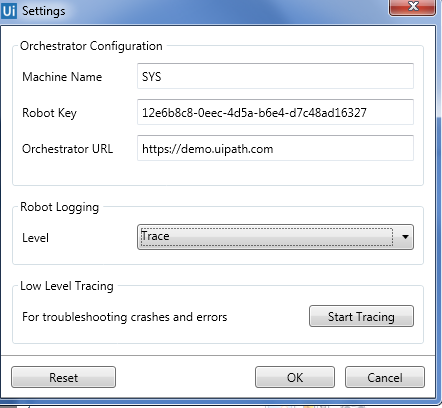 Ui Settings
Orchestrator Configuration
Machine Name SYS
Robot Key 12e6b8c8-0eec-4d5a-b6e4-d7c48ad16327
Orchestrator URL https://demo.uipath.com
Robot Logging
Level Trace
Low Level Tracing
For troubleshooting crashes and errors Start Tracing
Reset OK Cancel